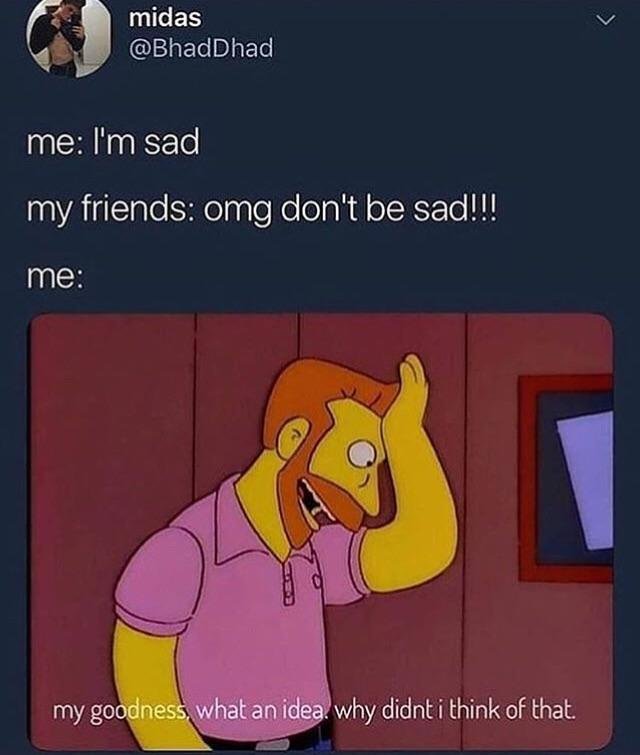 midas
@BhadDhad
me: I'm sad
my friends: omg don't be sad!!!
me:
my goodness, what an idea. why didnt i think of that.